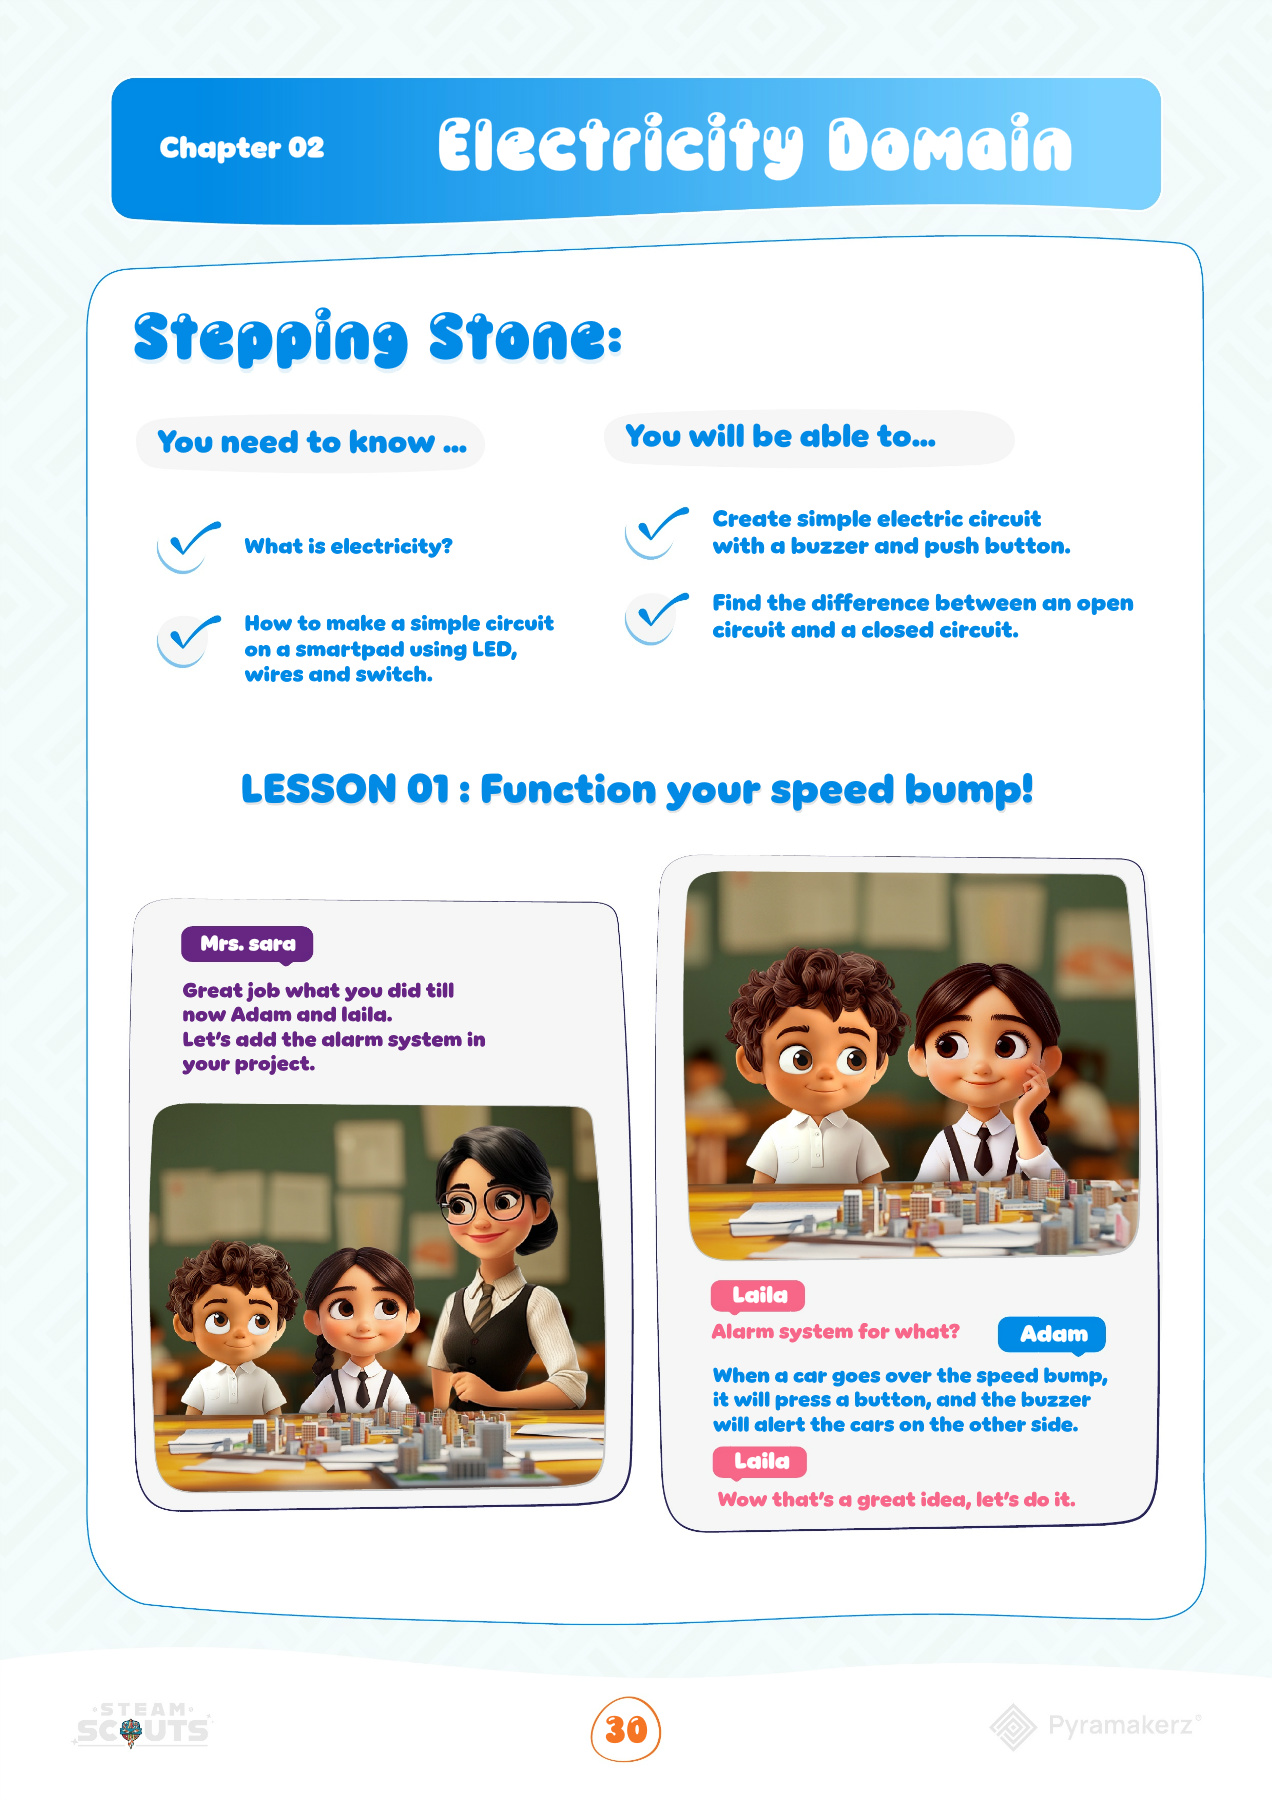 Chapter 02
Electricity Domain
Stepping Stone:
You need to know ...
What is electricity?
How to make a simple circuit
on a smartpad using LED,
wires and switch.
You will be able to...
Create simple electric circuit
with a buzzer and push button.
Find the difference between an open
circuit and a closed circuit.
LESSON 01 : Function your speed bump!
Mrs. sara
Great job what you did till
now Adam and laila.
Let's add the alarm system in
your project.
Laila
Alarm system for what?
Adam
When a car goes over the speed bump,
it will press a button, and the buzzer
will alert the cars on the other side.
Laila
Wow that's a great idea, let's do it.
STEAM
SCOUTS
30
Pyramakerz